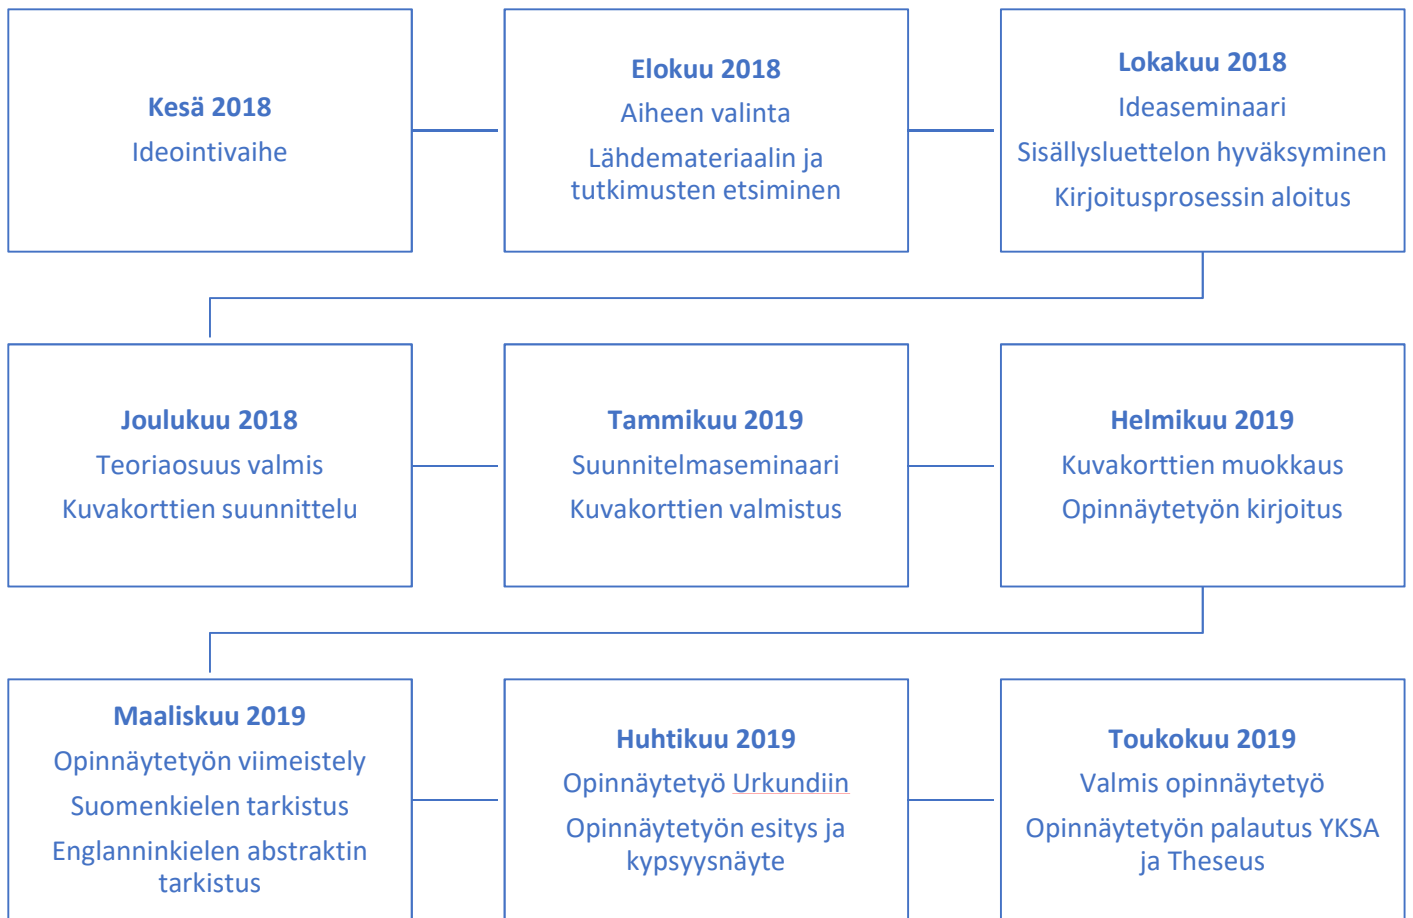 Kesä 2018
Ideointivaihe
Elokuu 2018
Aiheen valinta
Lähdemateriaalin ja
tutkimusten etsiminen
Lokakuu 2018
Ideaseminaari
Sisällysluettelon hyväksyminen
Kirjoitusprosessin aloitus
Joulukuu 2018
Teoriaosuus valmis
Kuvakorttien suunnittelu
Tammikuu 2019
Suunnitelmaseminaari
Kuvakorttien valmistus
Helmikuu 2019
Kuvakorttien muokkaus
Opinnäytetyön kirjoitus
Maaliskuu 2019
Opinnäytetyön viimeistely
Suomenkielen tarkistus
Englanninkielen abstraktin
tarkistus
Huhtikuu 2019
Opinnäytetyö Urkundiin
Opinnäytetyön esitys ja
kypsyysnäyte
Toukokuu 2019
Valmis opinnäytetyö
Opinnäytetyön palautus YKSA
ja Theseus